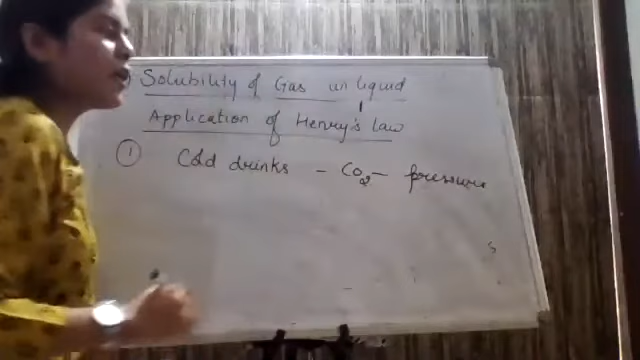 Solubility of Gas in liquid
Application of Henry's law
① Cold drinks - CO₂ - pressure